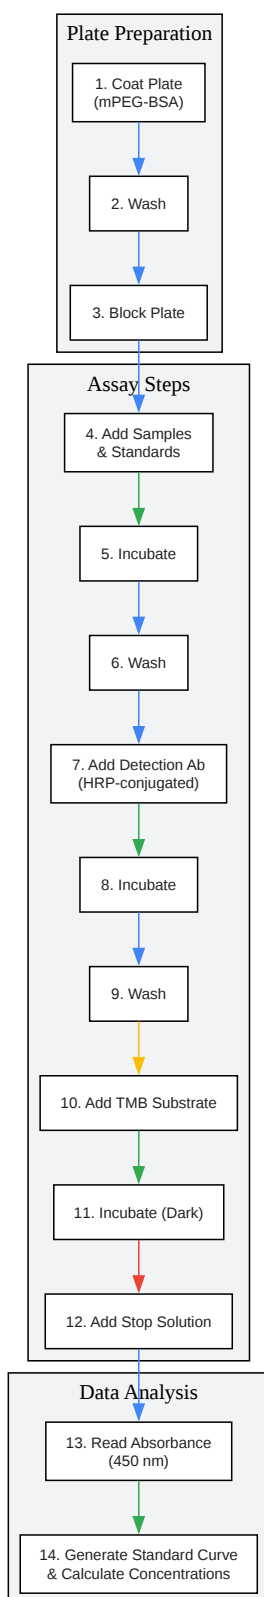 Plate Preparation
1. Coat Plate
(mPEG-BSA)
2. Wash
3. Block Plate
Assay Steps
4. Add Samples
& Standards
5. Incubate
6. Wash
7. Add Detection Ab
(HRP-conjugated)
8. Incubate
9. Wash
10. Add TMB Substrate
11. Incubate (Dark)
12. Add Stop Solution
Data Analysis
13. Read Absorbance
(450 nm)
14. Generate Standard Curve
& Calculate Concentrations